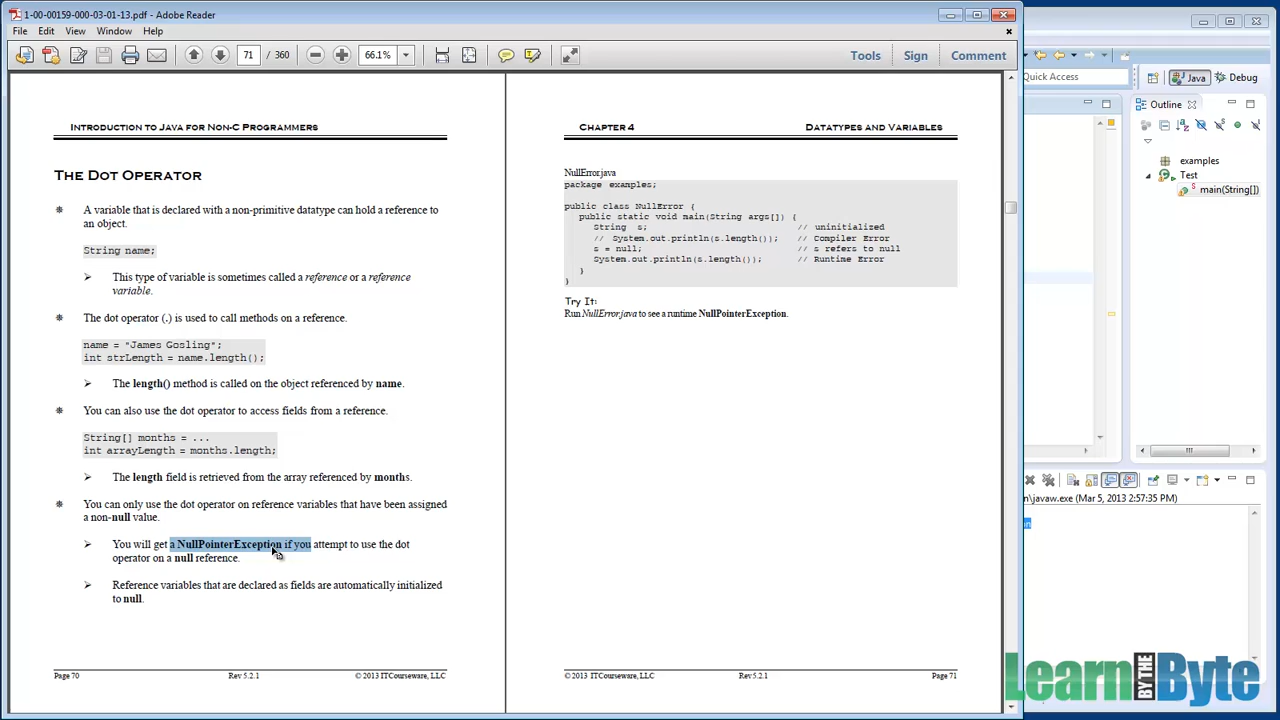 1-00-00159-000-03-01-13.pdf - Adobe Reader
File Edit View Window Help
71 / 360 66.1% Tools Sign Comment
INTRODUCTION TO JAVA FOR NON-C PROGRAMMERS
THE DOT OPERATOR
A variable that is declared with a non-primitive datatype can hold a reference to
an object.
String name;
This type of variable is sometimes called a reference or a reference
variable.
The dot operator (.) is used to call methods on a reference.
name = "James Gosling";
int strLength = name.length();
The length() method is called on the object referenced by name.
You can also use the dot operator to access fields from a reference.
String[] months = ...
int arrayLength = months.length;
The length field is retrieved from the array referenced by months.
You can only use the dot operator on reference variables that have been assigned
a non-null value.
You will get a NullPointerException if you attempt to use the dot
operator on a null reference.
Reference variables that are declared as fields are automatically initialized
to null.
Page 70 Rev 5.2.1 © 2013 ITCourseware, LLC
CHAPTER 4 DATATYPES AND VARIABLES
NullError.java
package examples;
public class NullError {
public static void main(String args[]) {
String s; // uninitialized
// System.out.println(s.length()); // Compiler Error
s = null; // s refers to null
System.out.println(s.length()); // Runtime Error
}
}
Try It:
Run NullError.java to see a runtime NullPointerException.
© 2013 ITCourseware, LLC Rev 5.2.1 Page 71
Quick Access Java Debug
Outline
examples
Test
main(String[])
n\javaw.exe (Mar 5, 2013 2:57:35 PM)
Learn BY THE Byte